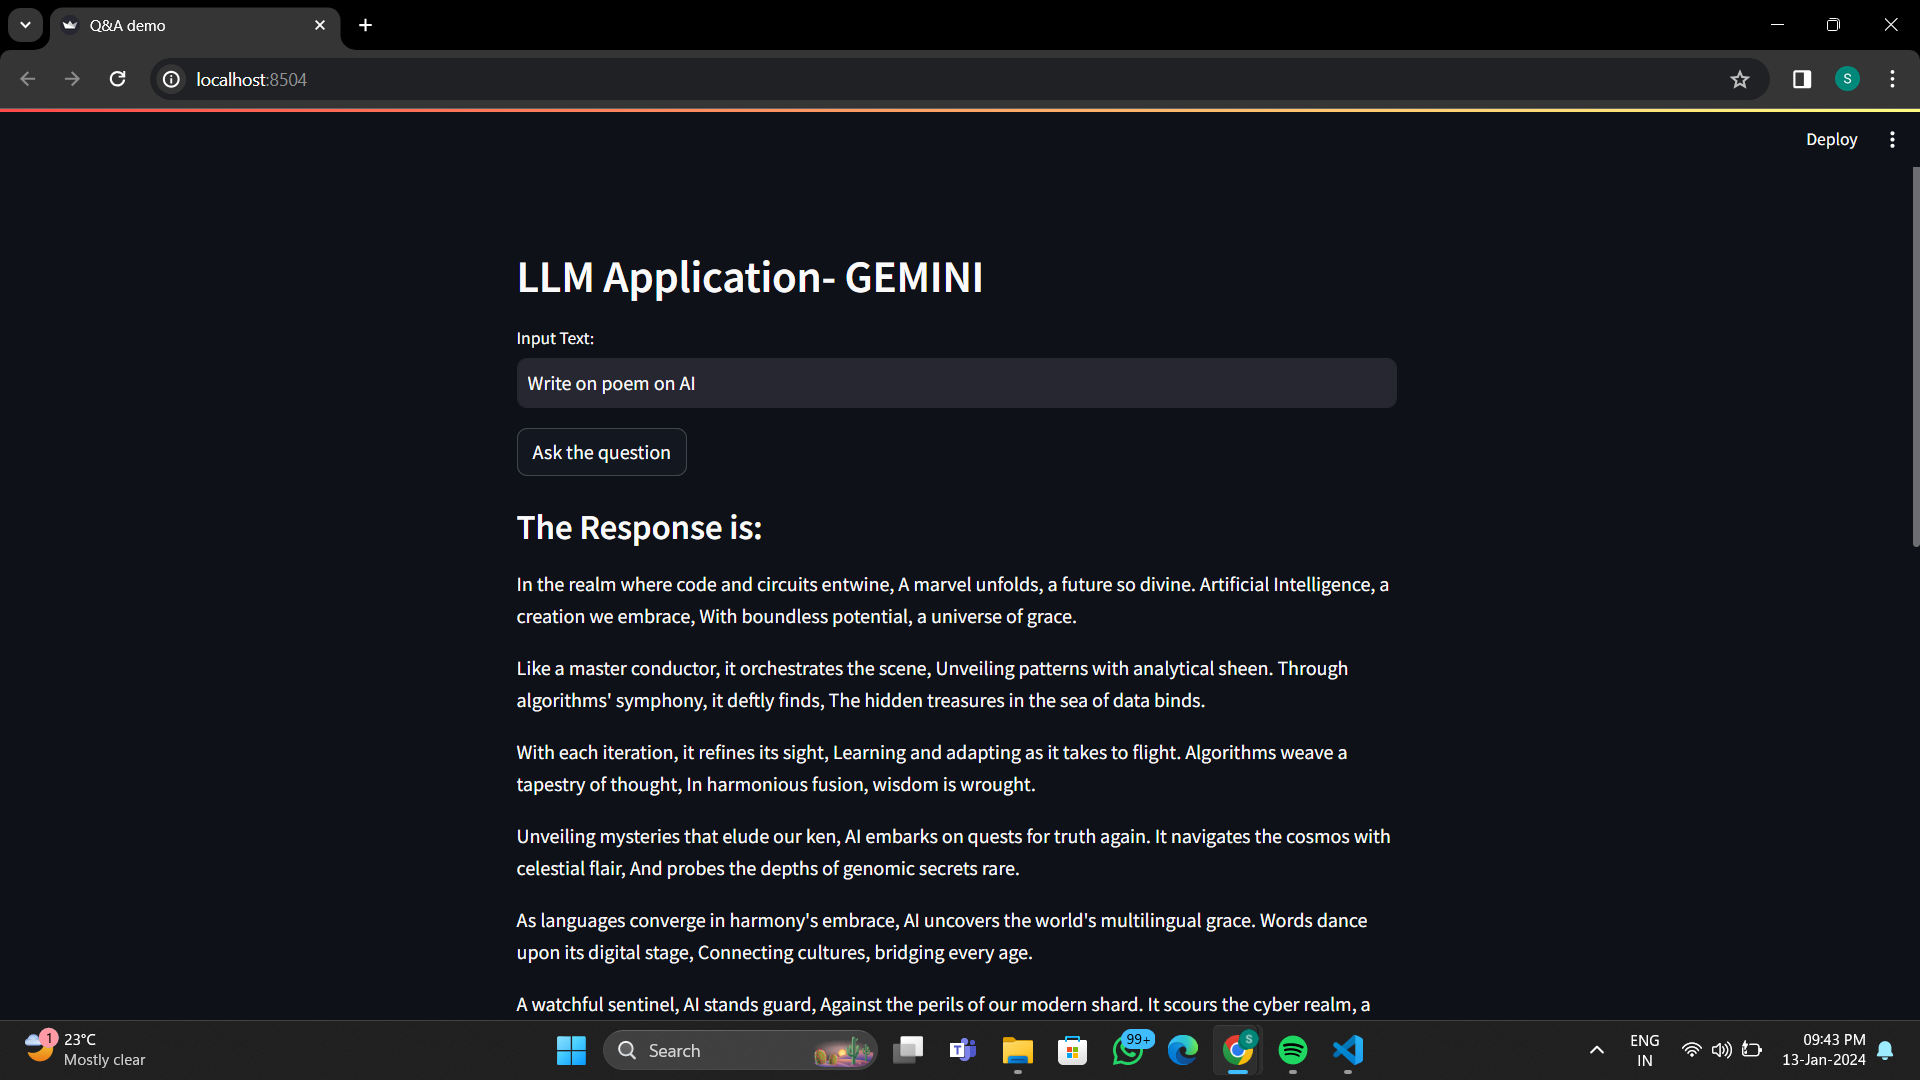 Q&A demo
localhost:8504
S
Deploy
LLM Application- GEMINI
Input Text:
Write on poem on AI
Ask the question
The Response is:
In the realm where code and circuits entwine, A marvel unfolds, a future so divine. Artificial Intelligence, a
creation we embrace, With boundless potential, a universe of grace.
Like a master conductor, it orchestrates the scene, Unveiling patterns with analytical sheen. Through
algorithms' symphony, it deftly finds, The hidden treasures in the sea of data binds.
With each iteration, it refines its sight, Learning and adapting as it takes to flight. Algorithms weave a
tapestry of thought, In harmonious fusion, wisdom is wrought.
Unveiling mysteries that elude our ken, AI embarks on quests for truth again. It navigates the cosmos with
celestial flair, And probes the depths of genomic secrets rare.
As languages converge in harmony's embrace, AI uncovers the world's multilingual grace. Words dance
upon its digital stage, Connecting cultures, bridging every age.
A watchful sentinel, AI stands guard, Against the perils of our modern shard. It scours the cyber realm, a
1
23°C
Mostly clear
Search
99+
S
ENG
IN
09:43 PM
13-Jan-2024